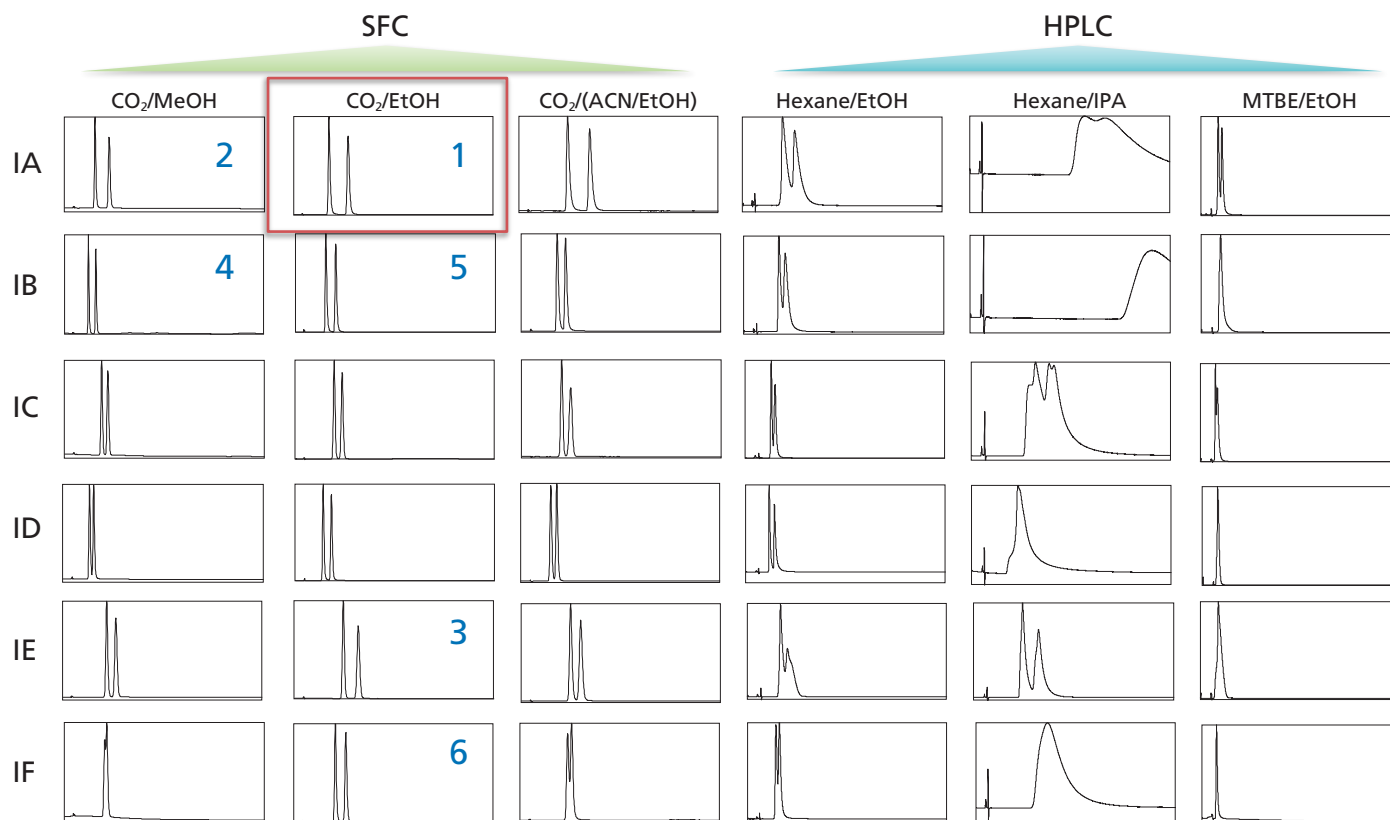 SFC HPLC
CO₂/MeOH CO₂/EtOH CO₂/(ACN/EtOH) Hexane/EtOH Hexane/IPA MTBE/EtOH
IA 2 1
IB 4 5
IC
ID
IE 3
IF 6